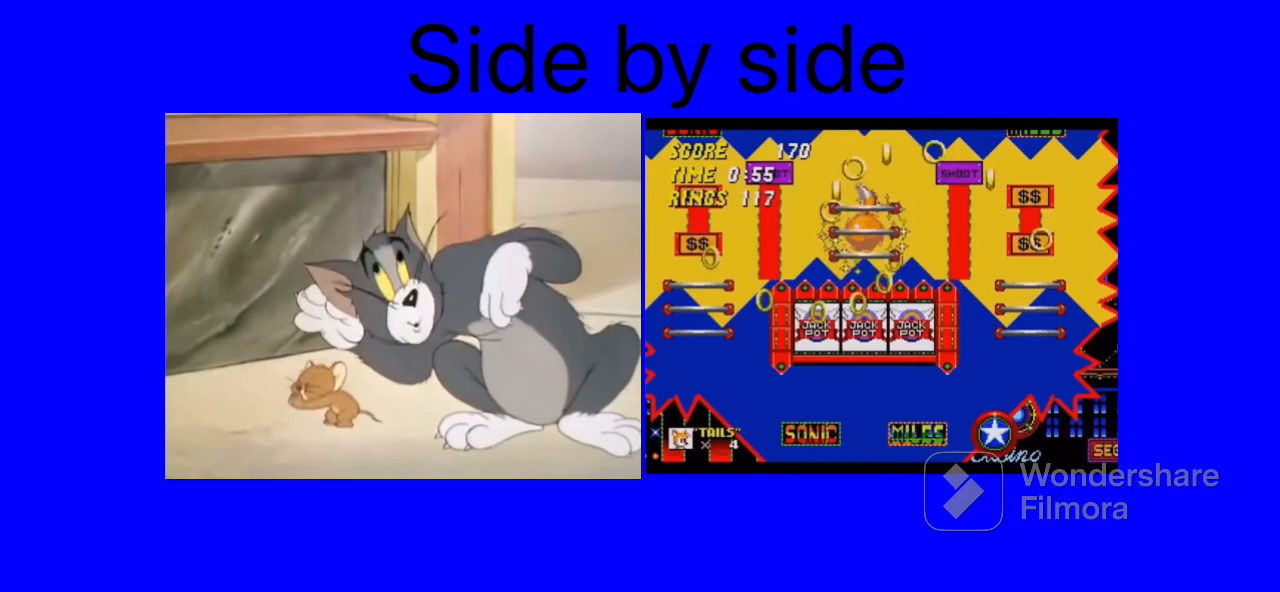 Side by side
SCORE 170
TIME 0:55
RINGS 117
SHOOT
$$
$$
$$
JACK POT JACK POT JACK POT
"TAILS"
× 4
SONIC
MILES
Wondershare
Filmora